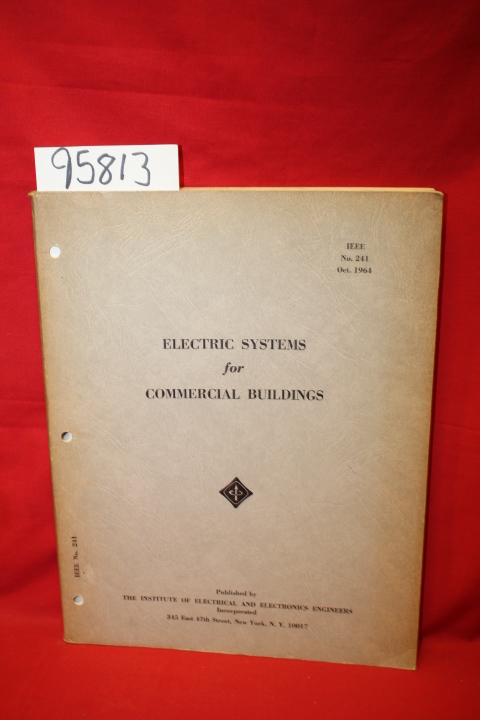 95813
IEEE
No. 241
Oct. 1964
ELECTRIC SYSTEMS
for
COMMERCIAL BUILDINGS
IEEE No. 241
Published by
THE INSTITUTE OF ELECTRICAL AND ELECTRONICS ENGINEERS
Incorporated
345 East 47th Street, New York, N. Y. 10017